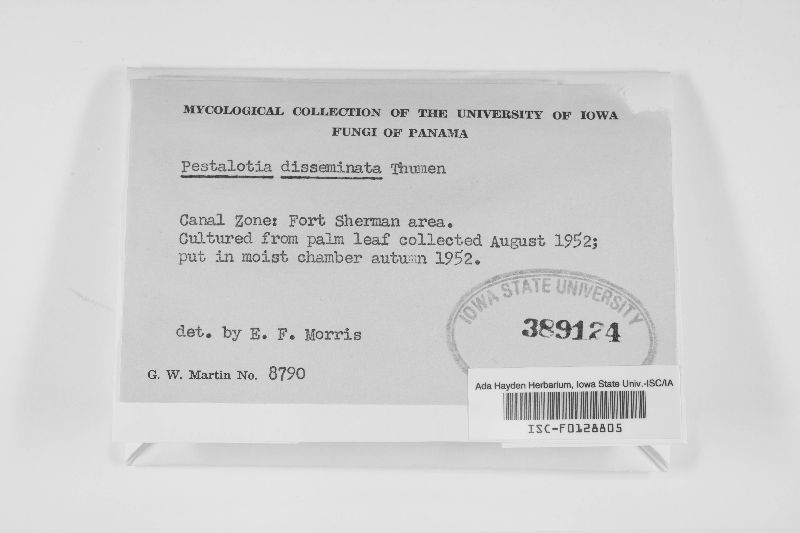 MYCOLOGICAL COLLECTION OF THE UNIVERSITY OF IOWA
FUNGI OF PANAMA
Pestalotia disseminata Thumen
Canal Zone: Fort Sherman area.
Cultured from palm leaf collected August 1952;
put in moist chamber autumn 1952.
IOWA STATE UNIVERSITY
389124
det. by E. F. Morris
G. W. Martin No. 8790
Ada Hayden Herbarium, Iowa State Univ.-ISC/IA
ISC-F0128805